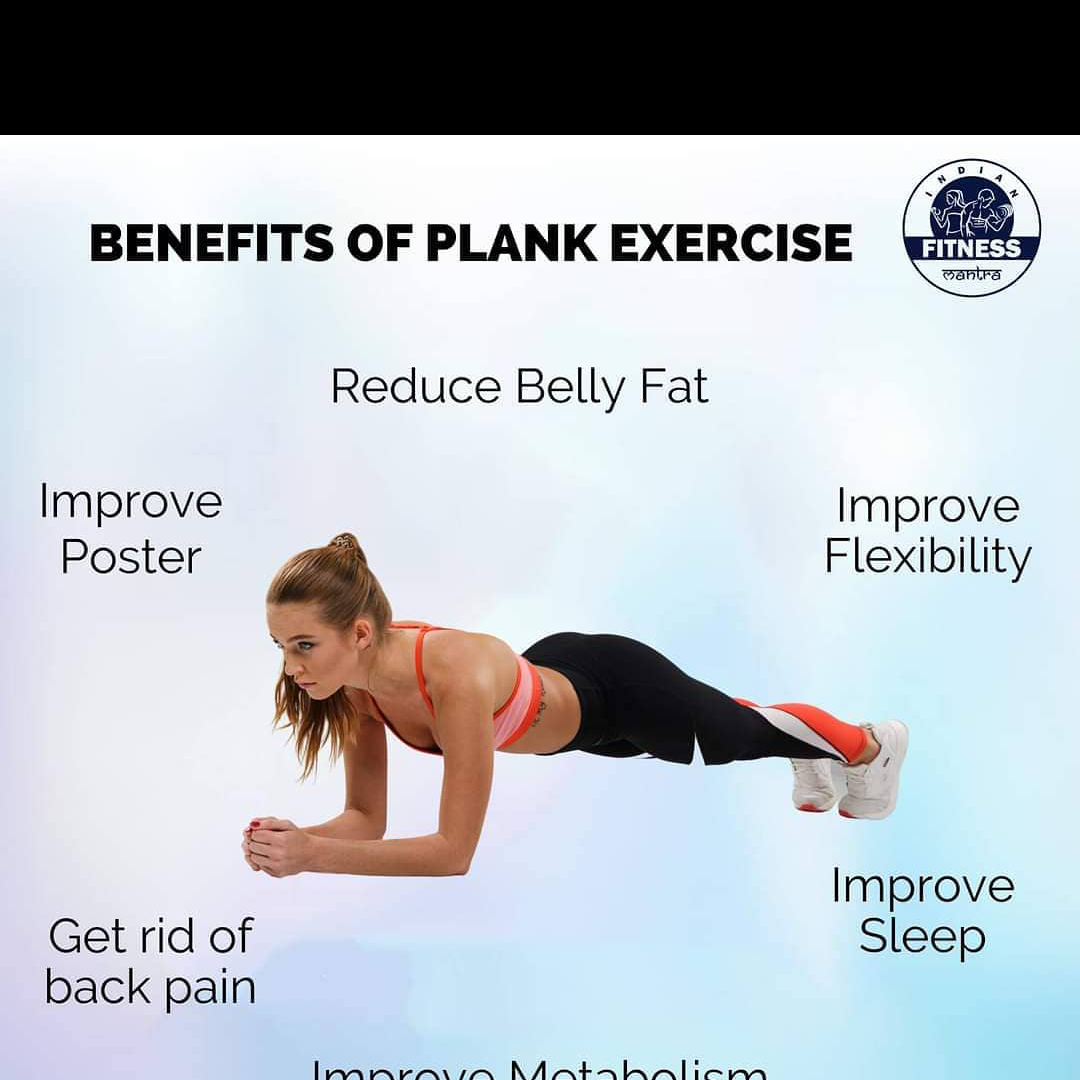 INDIAN
FITNESS
mantra
BENEFITS OF PLANK EXERCISE
Reduce Belly Fat
Improve
Poster
Improve
Flexibility
Get rid of
back pain
Improve
Sleep
Improve Metabolism